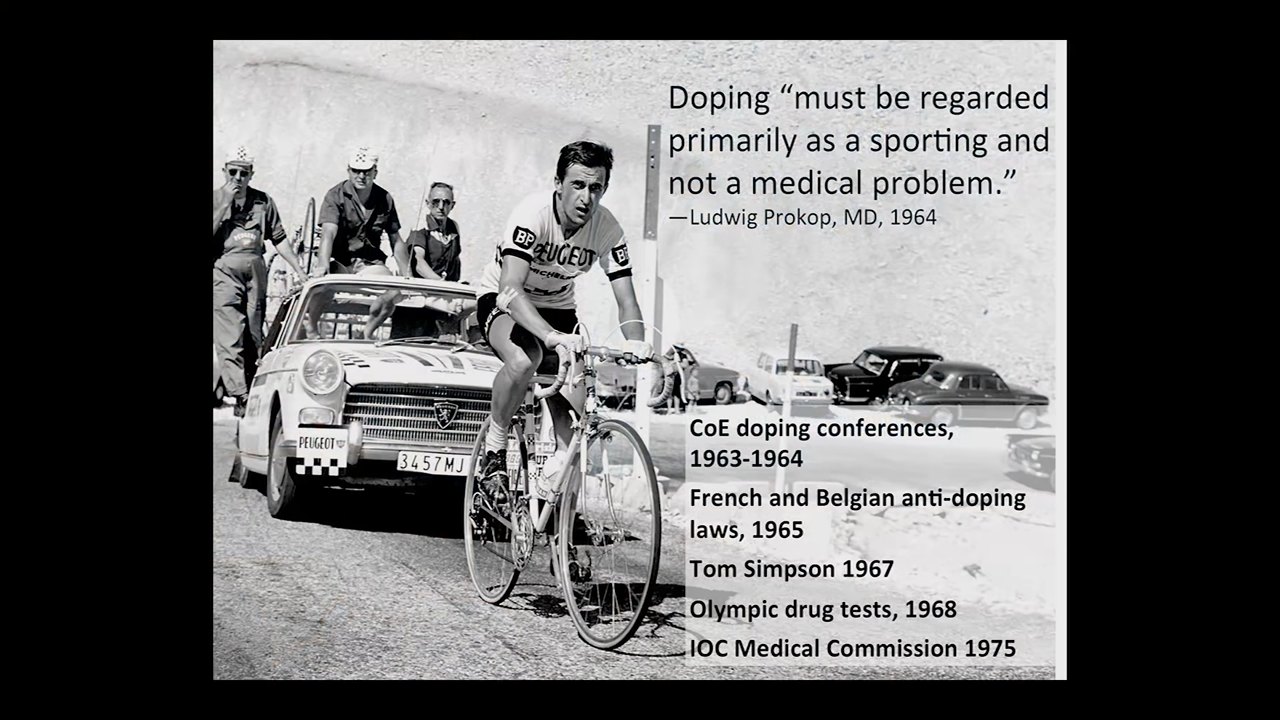 Doping “must be regarded
primarily as a sporting and
not a medical problem.”
—Ludwig Prokop, MD, 1964
BP
BP
PEUGEOT
MICHELIN
PEUGEOT
3457MJ
CoE doping conferences,
1963-1964
French and Belgian anti-doping
laws, 1965
Tom Simpson 1967
Olympic drug tests, 1968
IOC Medical Commission 1975